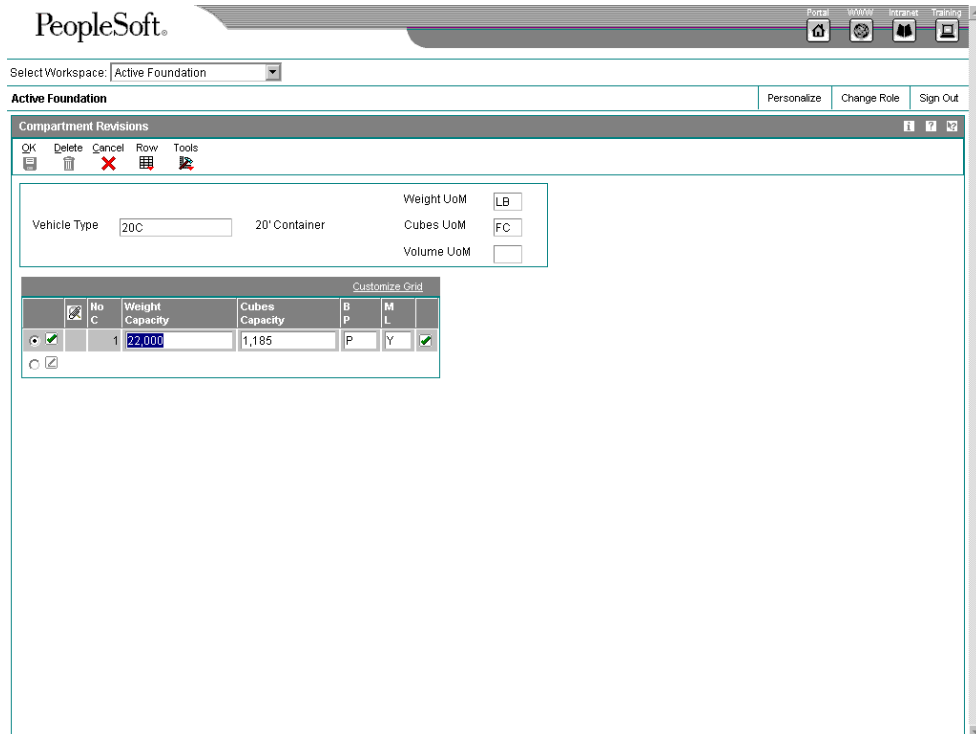 PeopleSoft®
Portal WWW Intranet Training
Select Workspace: Active Foundation
Active Foundation Personalize Change Role Sign Out
Compartment Revisions i ? ?
OK Delete Cancel Row Tools
Weight UoM LB
Vehicle Type 20C 20' Container Cubes UoM FC
Volume UoM
Customize Grid
No Weight Cubes B M
C Capacity Capacity P L
1 22,000 1,185 P Y